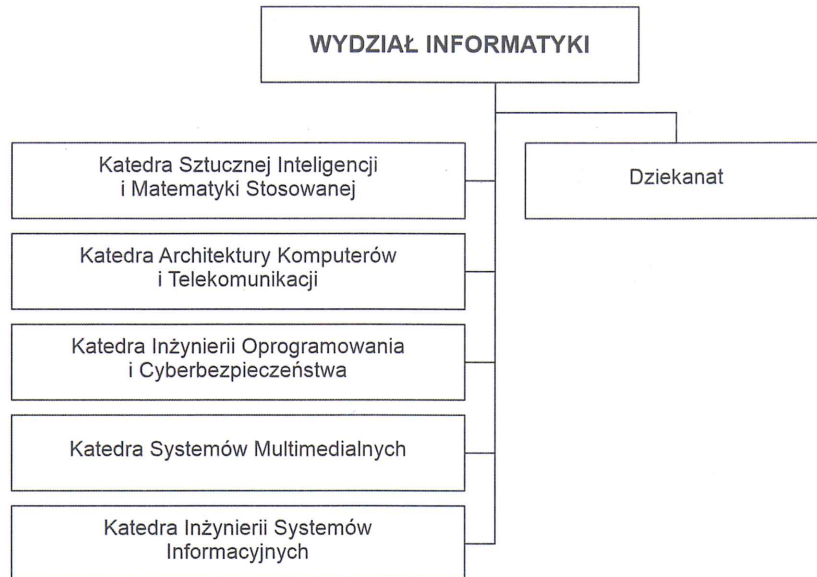 WYDZIAŁ INFORMATYKI
Katedra Sztucznej Inteligencji
i Matematyki Stosowanej
Dziekanat
Katedra Architektury Komputerów
i Telekomunikacji
Katedra Inżynierii Oprogramowania
i Cyberbezpieczeństwa
Katedra Systemów Multimedialnych
Katedra Inżynierii Systemów
Informacyjnych